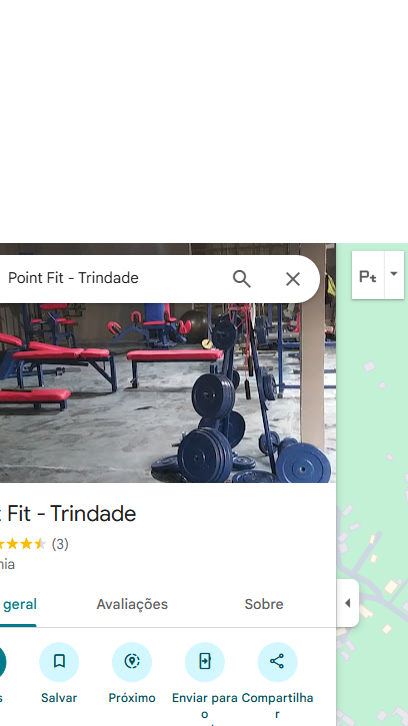 Point Fit - Trindade
Pt
t Fit - Trindade
(3)
nia
geral
Avaliações
Sobre
s
Salvar
Próximo
Enviar para o
Compartilhar